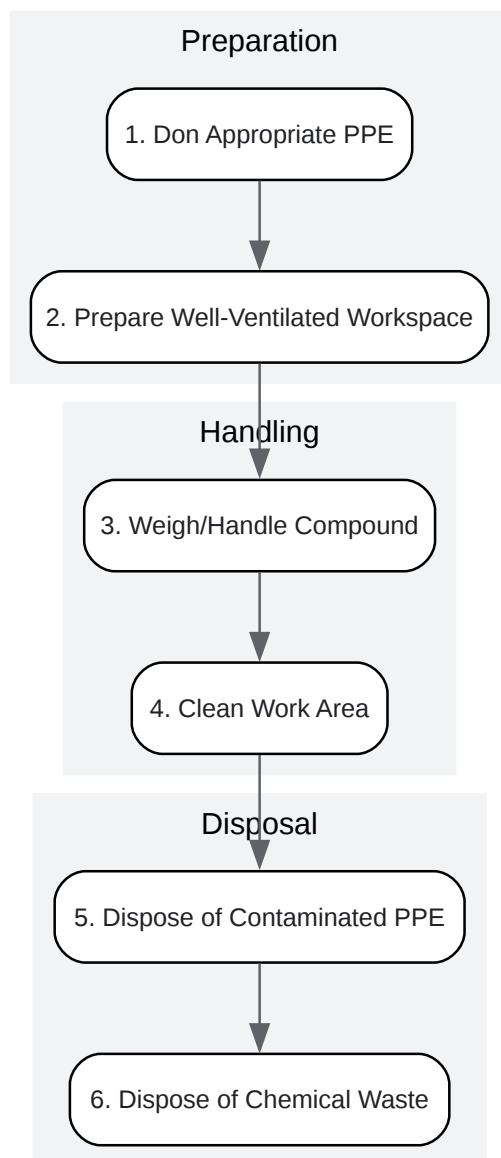 Preparation
1. Don Appropriate PPE
2. Prepare Well-Ventilated Workspace
Handling
3. Weigh/Handle Compound
4. Clean Work Area
Disposal
5. Dispose of Contaminated PPE
6. Dispose of Chemical Waste